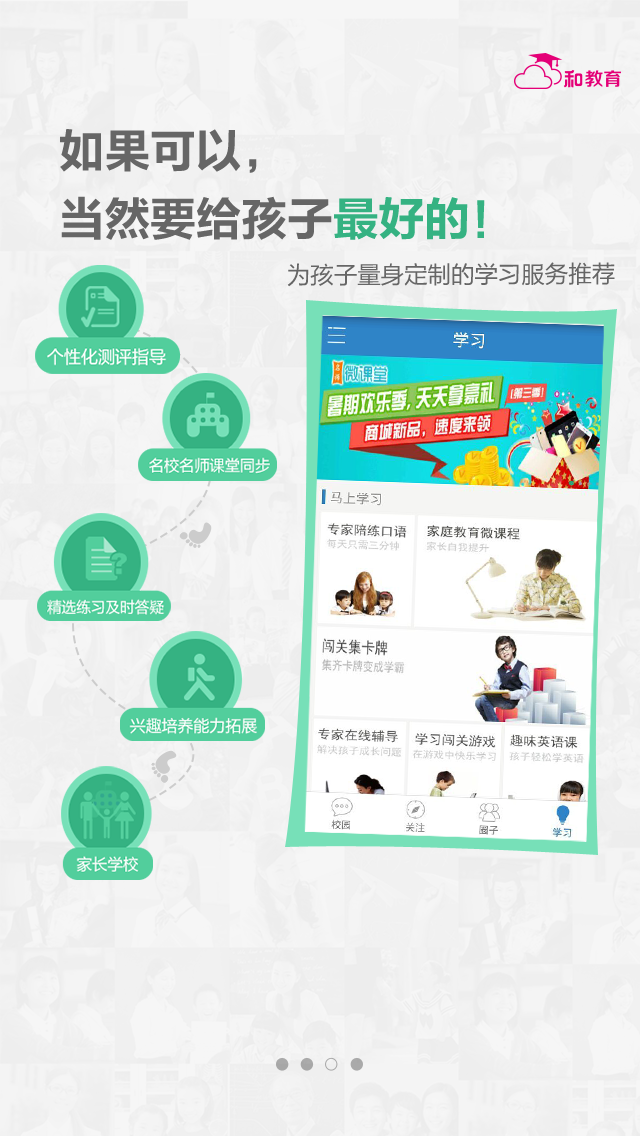 和教育
如果可以，
当然要给孩子最好的！
为孩子量身定制的学习服务推荐
个性化测评指导
名校名师课堂同步
精选练习及时答疑
兴趣培养能力拓展
家长学校
学习
名师
微课堂
暑期欢乐季，天天拿豪礼
（第三季）
商城新品，速度来领
马上学习
专家陪练口语
每天只需三分钟
家庭教育微课程
家长自我提升
闯关集卡牌
集齐卡牌变成学霸
专家在线辅导
解决孩子成长问题
学习闯关游戏
在游戏中快乐学习
趣味英语课
孩子轻松学英语
校园
关注
圈子
学习